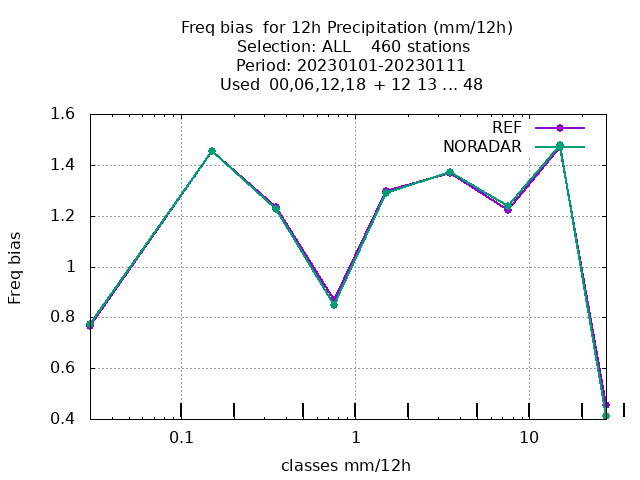 Freq bias  for 12h Precipitation (mm/12h)
Selection: ALL    460 stations
Period: 20230101-20230111
Used  00,06,12,18  + 12 13 ... 48
REF
NORADAR
1.6
1.4
1.2
1
0.8
0.6
0.4
Freq bias
0.1
1
10
classes mm/12h